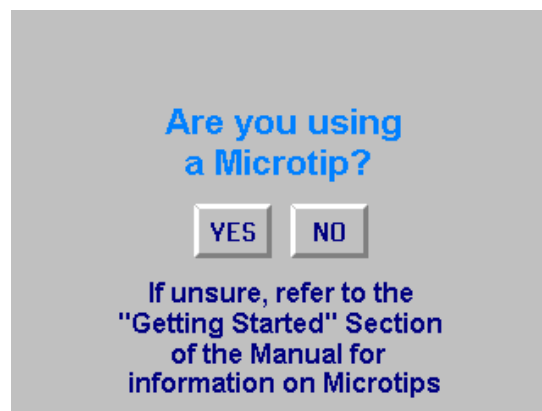 Are you using
a Microtip?
YES NO
If unsure, refer to the
"Getting Started" Section
of the Manual for
information on Microtips